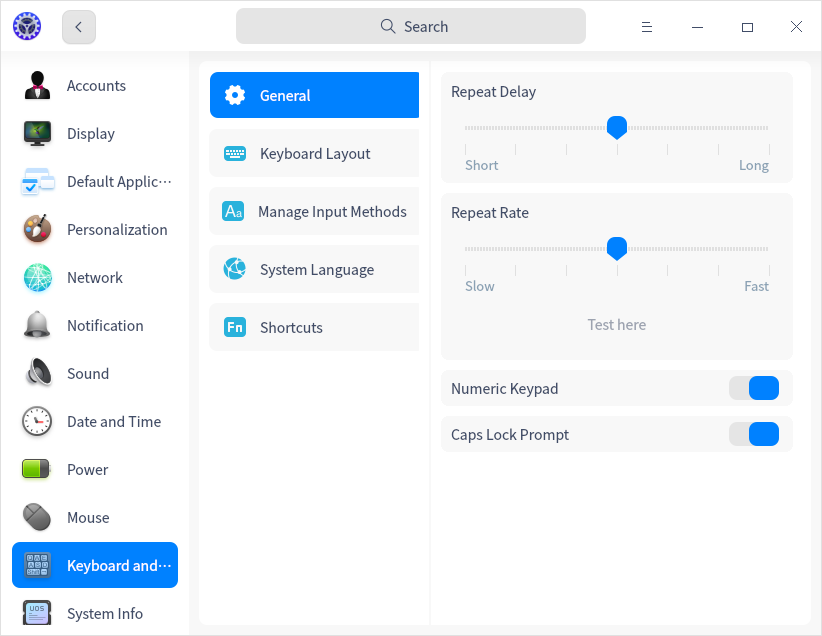 Search
Accounts
Display
Default Applic···
Personalization
Network
Notification
Sound
Date and Time
Power
Mouse
Keyboard and···
System Info
General
Keyboard Layout
Aa Manage Input Methods
System Language
Fn Shortcuts
Repeat Delay
Short Long
Repeat Rate
Slow Fast
Test here
Numeric Keypad
Caps Lock Prompt